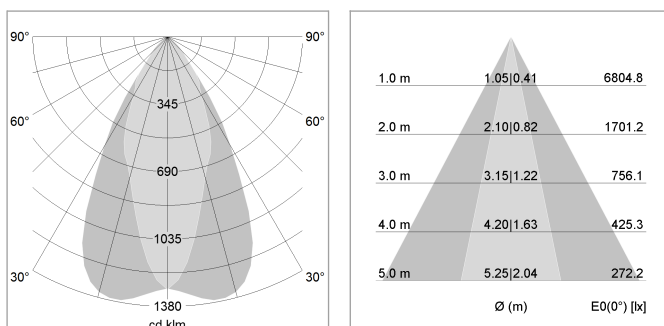 90° 90°
345
60° 60°
690
1035
30° 30°
1380
cd klm
1.0 m 1.05|0.41 6804.8
2.0 m 2.10|0.82 1701.2
3.0 m 3.15|1.22 756.1
4.0 m 4.20|1.63 425.3
5.0 m 5.25|2.04 272.2
Ø (m) E0(0°) [lx]